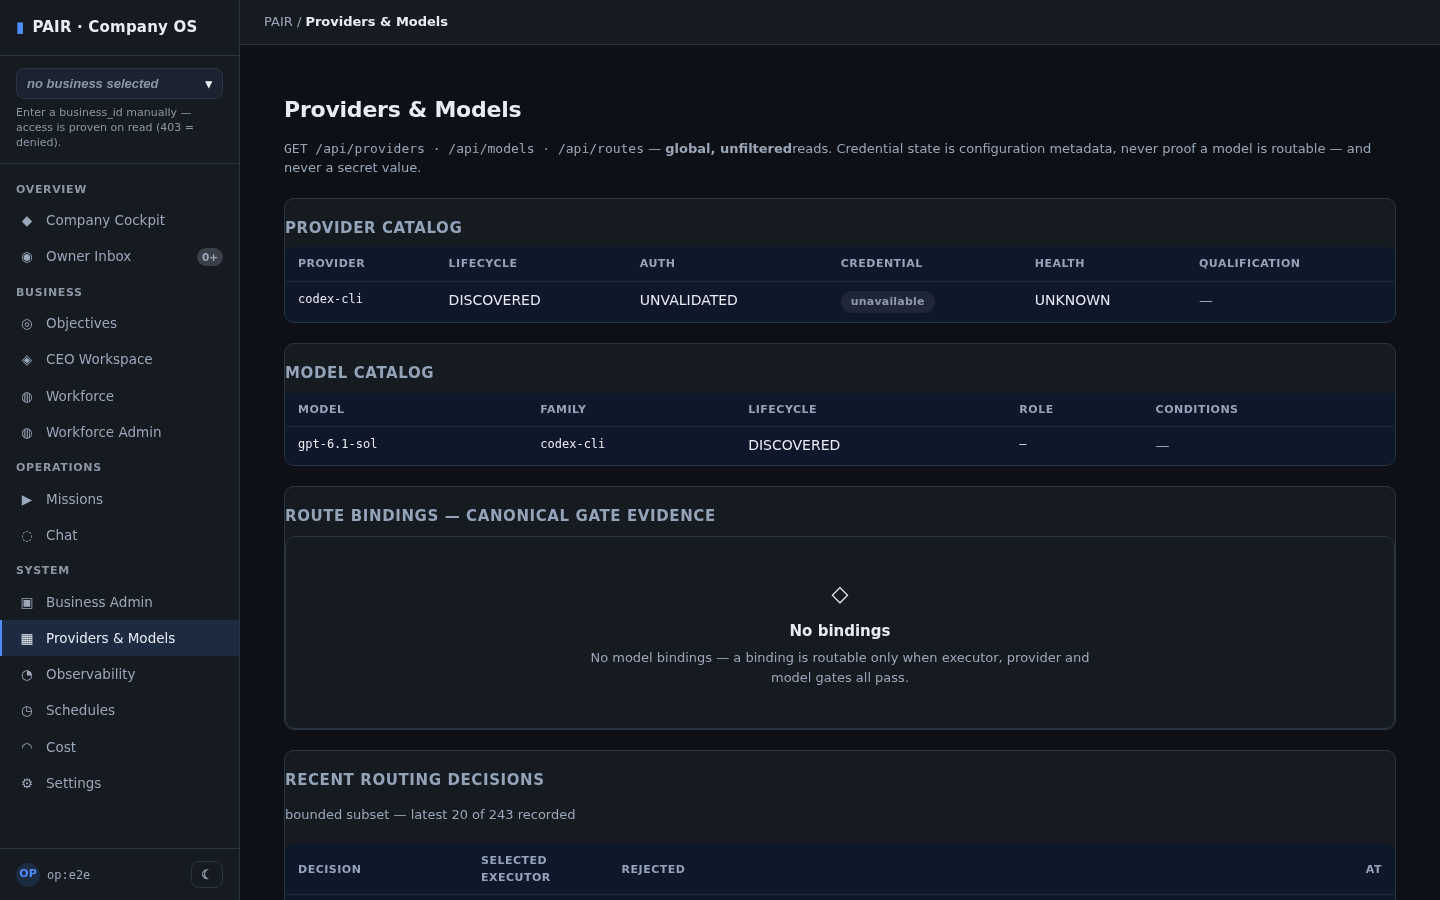 PAIR · Company OS
no business selected ▾
Enter a business_id manually —
access is proven on read (403 =
denied).
OVERVIEW
Company Cockpit
Owner Inbox 0+
BUSINESS
Objectives
CEO Workspace
Workforce
Workforce Admin
OPERATIONS
Missions
Chat
SYSTEM
Business Admin
Providers & Models
Observability
Schedules
Cost
Settings
OP op:e2e
PAIR / Providers & Models
Providers & Models
GET /api/providers · /api/models · /api/routes — global, unfilteredreads. Credential state is configuration metadata, never proof a model is routable — and
never a secret value.
PROVIDER CATALOG
PROVIDER LIFECYCLE AUTH CREDENTIAL HEALTH QUALIFICATION
codex-cli DISCOVERED UNVALIDATED unavailable UNKNOWN —
MODEL CATALOG
MODEL FAMILY LIFECYCLE ROLE CONDITIONS
gpt-6.1-sol codex-cli DISCOVERED — —
ROUTE BINDINGS — CANONICAL GATE EVIDENCE
No bindings
No model bindings — a binding is routable only when executor, provider and
model gates all pass.
RECENT ROUTING DECISIONS
bounded subset — latest 20 of 243 recorded
DECISION SELECTED EXECUTOR REJECTED AT